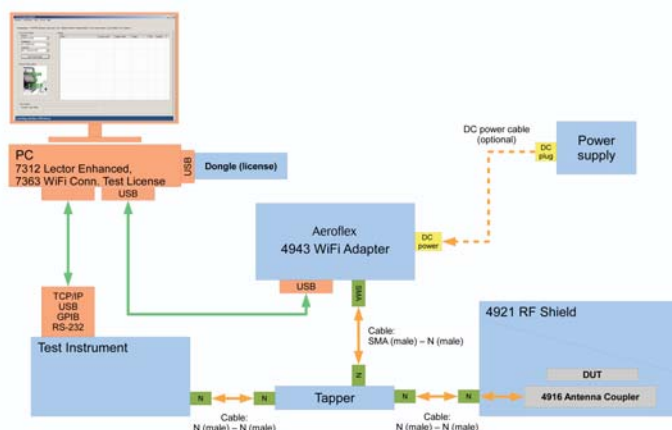 DC power cable
(optional)
DC
plug
Power
supply
PC
7312 Lector Enhanced,
7363 WiFi Conn. Test License
USB
USB
Dongle (license)
Aeroflex
4943 WiFi Adapter
DC
power
USB
SMA
TCP/IP
USB
GPIB
RS-232
Test Instrument
Cable:
SMA (male) – N (male)
4921 RF Shield
DUT
4916 Antenna Coupler
N
N
N
Tapper
N
N
Cable:
N (male) – N (male)
Cable:
N (male) – N (male)